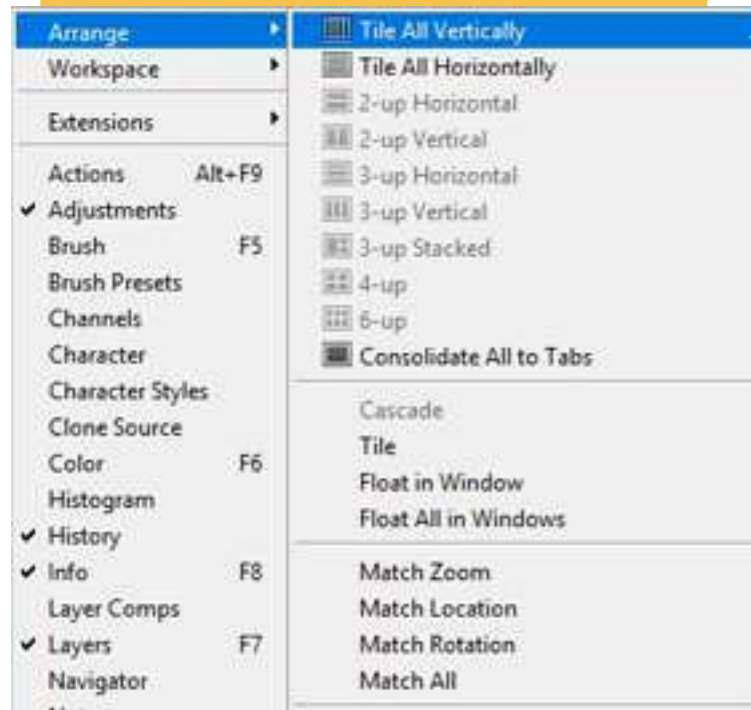 Arrange
Workspace
Extensions
Actions Alt+F9
Adjustments
Brush F5
Brush Presets
Channels
Character
Character Styles
Clone Source
Color F6
Histogram
History
Info F8
Layer Comps
Layers F7
Navigator
Tile All Vertically
Tile All Horizontally
2-up Horizontal
2-up Vertical
3-up Horizontal
3-up Vertical
3-up Stacked
4-up
6-up
Consolidate All to Tabs
Cascade
Tile
Float in Window
Float All in Windows
Match Zoom
Match Location
Match Rotation
Match All